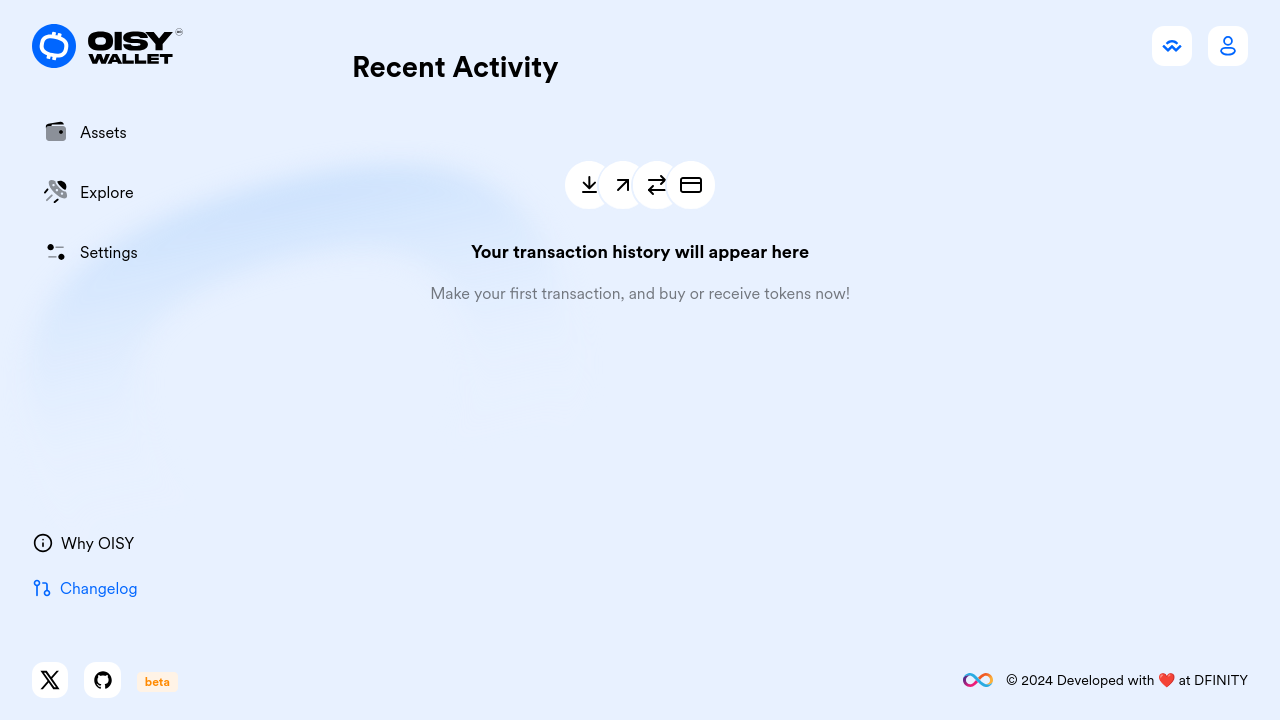 OISY
WALLET
Recent Activity
Assets
Explore
Settings
Your transaction history will appear here
Make your first transaction, and buy or receive tokens now!
Why OISY
Changelog
beta
© 2024 Developed with ❤️ at DFINITY